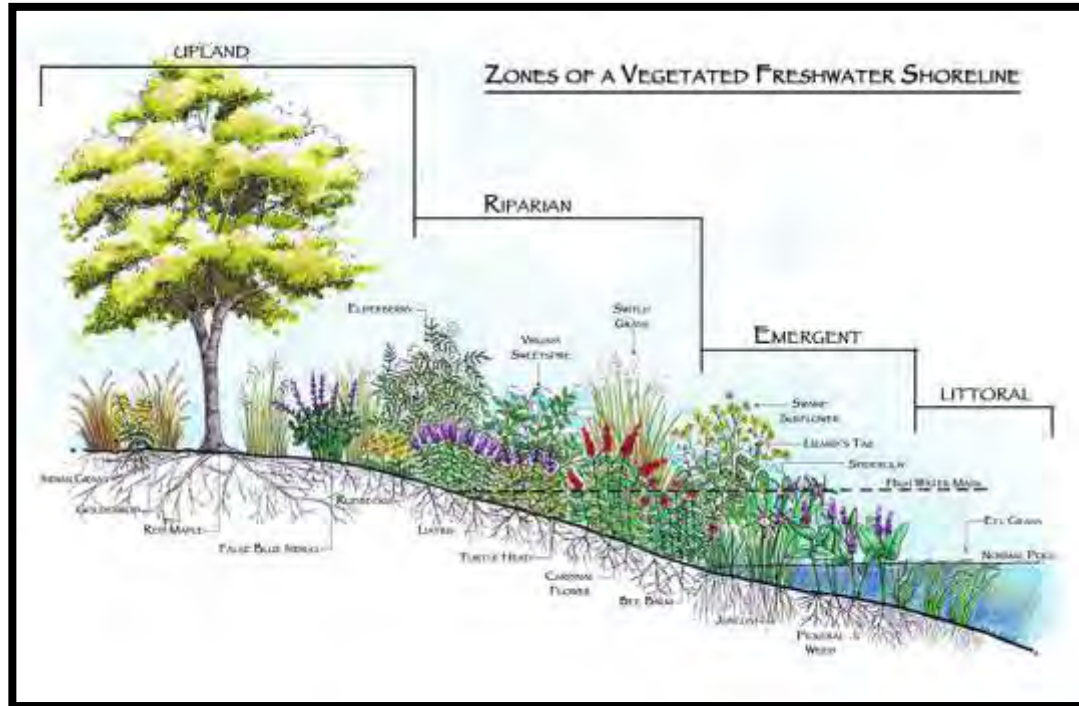 UPLAND
ZONES OF A VEGETATED FRESHWATER SHORELINE
RIPARIAN
ELDERBERRY
SWITCH
GRASS
VIRGINIA
SWEETSPIRE
EMERGENT
LITTORAL
SWAMP
SUNFLOWER
LIZARD'S TAIL
HIGH WATER MARK
INDIAN GRASS
GOLDENROD
RED MAPLE
FALSE BLUE INDIGO
RUDBECKIA
LIATRIS
TURTLE HEAD
CARDINAL
FLOWER
BEE BALM
EEL GRASS
NORMAL POOL
WEED